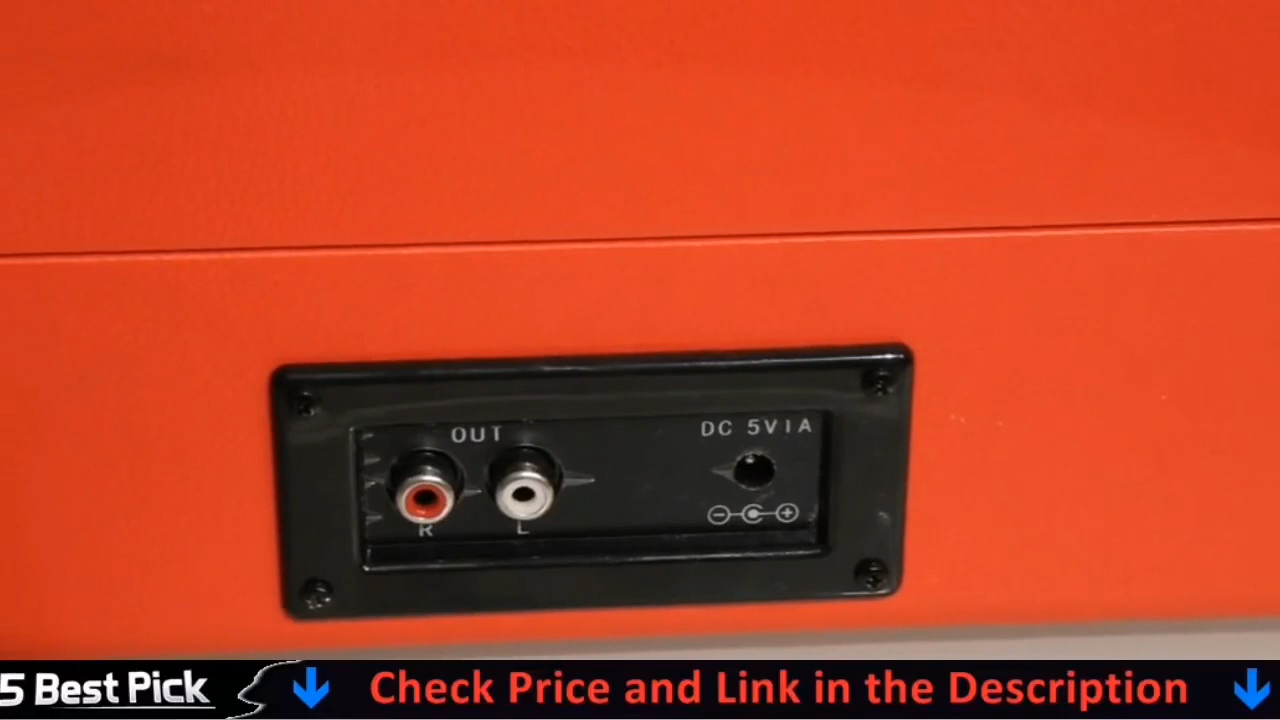 OUT
DC 5V1A
R
L
5 Best Pick
Check Price and Link in the Description